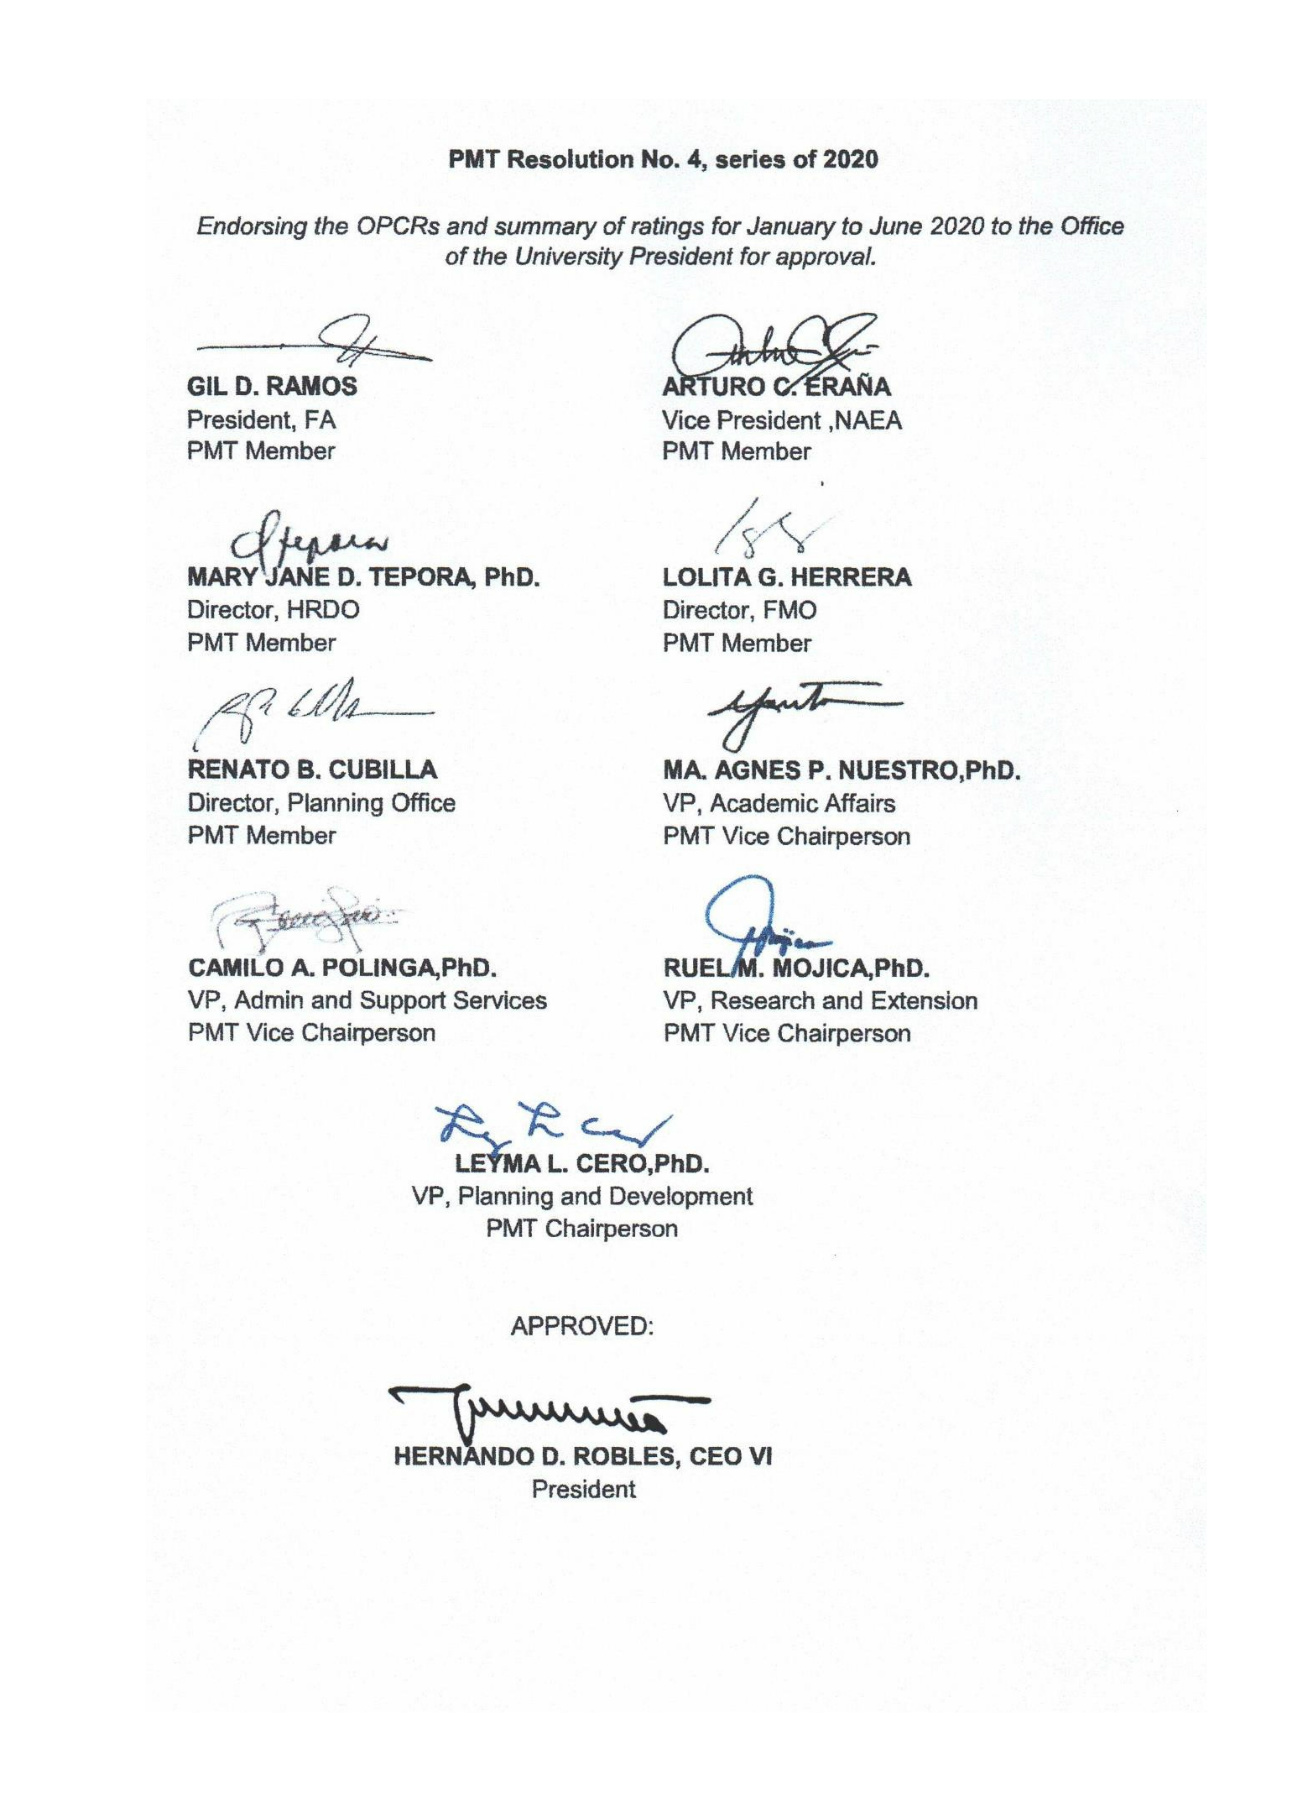 PMT Resolution No. 4, series of 2020
Endorsing the OPCRs and summary of ratings for January to June 2020 to the Office
of the University President for approval.
GIL D. RAMOS
President, FA
PMT Member
ARTURO C. ERAÑA
Vice President ,NAEA
PMT Member
MARY JANE D. TEPORA, PhD.
Director, HRDO
PMT Member
LOLITA G. HERRERA
Director, FMO
PMT Member
RENATO B. CUBILLA
Director, Planning Office
PMT Member
MA. AGNES P. NUESTRO,PhD.
VP, Academic Affairs
PMT Vice Chairperson
CAMILO A. POLINGA,PhD.
VP, Admin and Support Services
PMT Vice Chairperson
RUEL M. MOJICA,PhD.
VP, Research and Extension
PMT Vice Chairperson
LEYMA L. CERO,PhD.
VP, Planning and Development
PMT Chairperson
APPROVED:
HERNANDO D. ROBLES, CEO VI
President